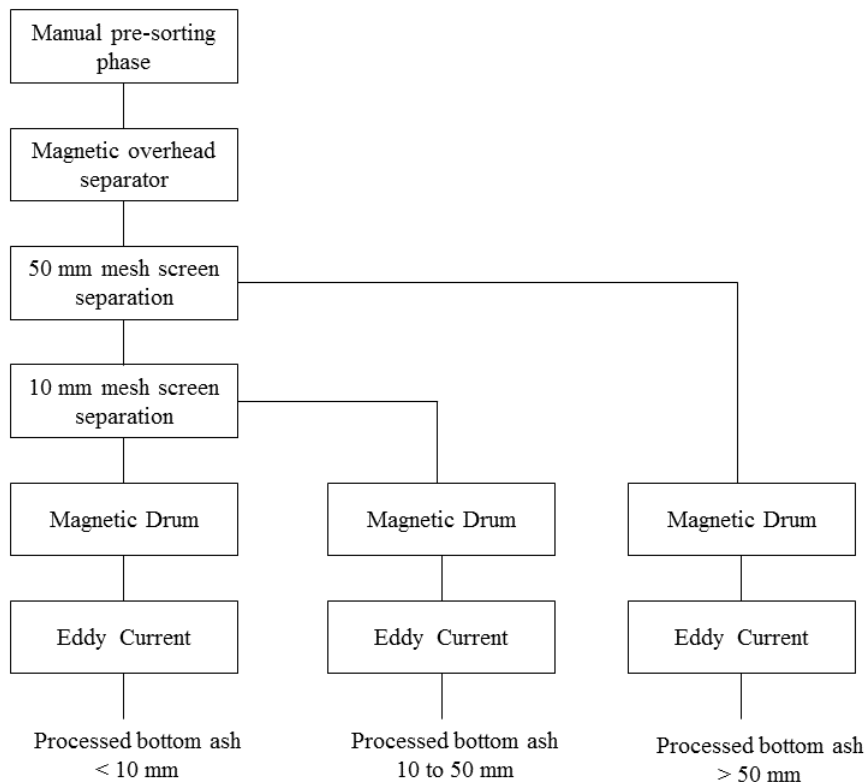 Manual pre-sorting
phase
Magnetic overhead
separator
50 mm mesh screen
separation
10 mm mesh screen
separation
Magnetic Drum
Magnetic Drum
Magnetic Drum
Eddy Current
Eddy Current
Eddy Current
Processed bottom ash
< 10 mm
Processed bottom ash
10 to 50 mm
Processed bottom ash
> 50 mm